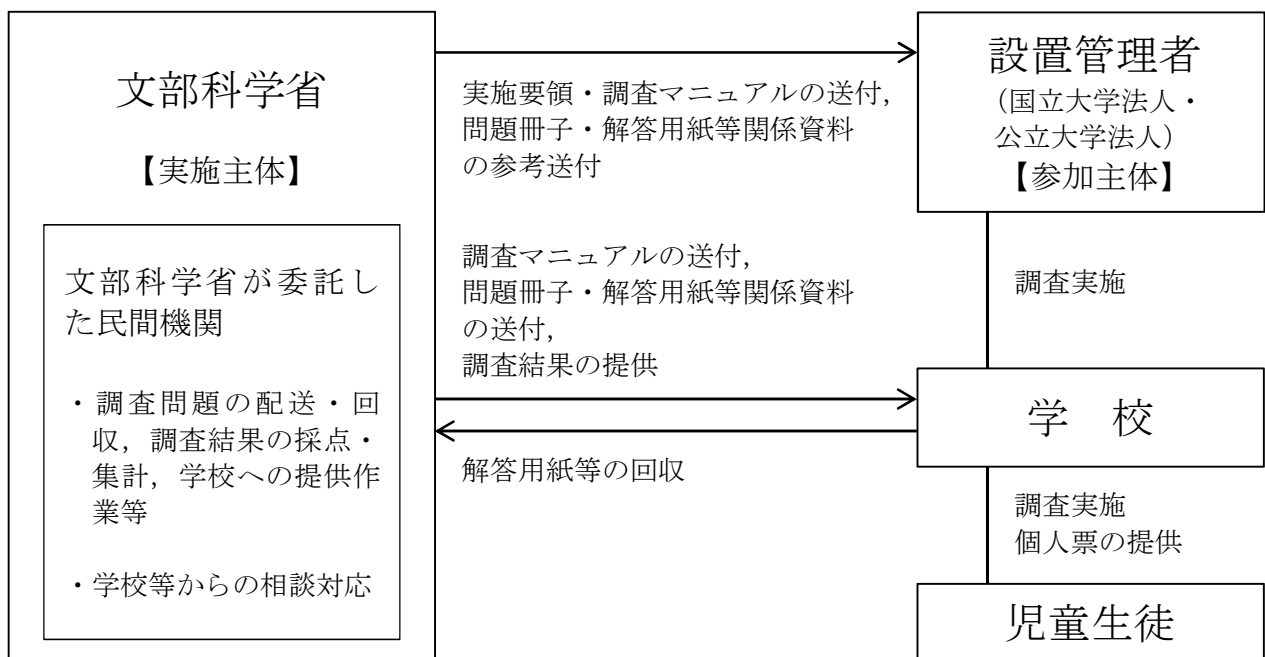 文部科学省
【実施主体】
文部科学省が委託し
た民間機関
・調査問題の配送・回
収，調査結果の採点・
集計，学校への提供作
業等
・学校等からの相談対応
実施要領・調査マニュアルの送付，
問題冊子・解答用紙等関係資料
の参考送付
調査マニュアルの送付，
問題冊子・解答用紙等関係資料
の送付，
調査結果の提供
解答用紙等の回収
設置管理者
（国立大学法人・
公立大学法人）
【参加主体】
調査実施
学　校
調査実施
個人票の提供
児童生徒